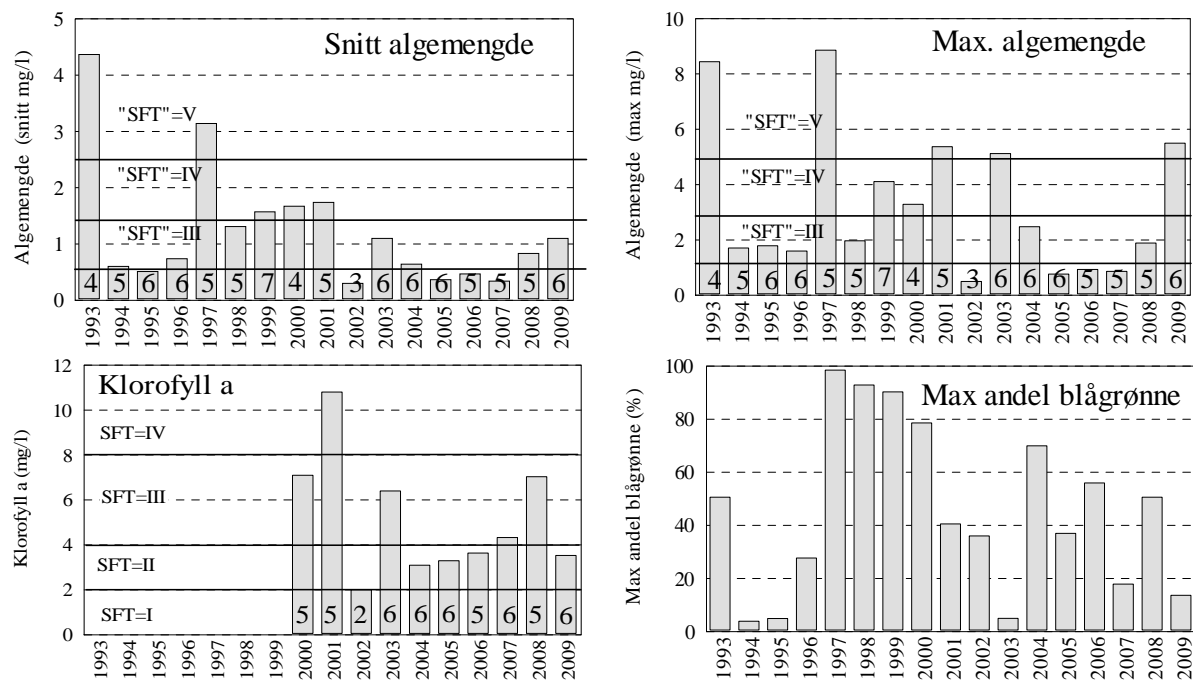 Snitt algemengde
Algemengde (snitt mg/l)
5
4
3
2
1
0
"SFT"=V
"SFT"=IV
"SFT"=III
4 5 6 6 5 5 7 4 5 3 6 6 6 5 5 5 6
1993 1994 1995 1996 1997 1998 1999 2000 2001 2002 2003 2004 2005 2006 2007 2008 2009
Max. algemengde
Algemengde (max mg/l)
10
8
6
4
2
0
"SFT"=V
"SFT"=IV
"SFT"=III
4 5 6 6 5 5 7 4 5 3 6 6 6 5 5 5 6
1993 1994 1995 1996 1997 1998 1999 2000 2001 2002 2003 2004 2005 2006 2007 2008 2009
Klorofyll a
Klorofyll a (mg/l)
12
10
8
6
4
2
0
SFT=IV
SFT=III
SFT=II
SFT=I
5 5 2 6 6 6 5 6 5 6
1993 1994 1995 1996 1997 1998 1999 2000 2001 2002 2003 2004 2005 2006 2007 2008 2009
Max andel blågrønne
Max andel blågrønne (%)
100
80
60
40
20
0
1993 1994 1995 1996 1997 1998 1999 2000 2001 2002 2003 2004 2005 2006 2007 2008 2009